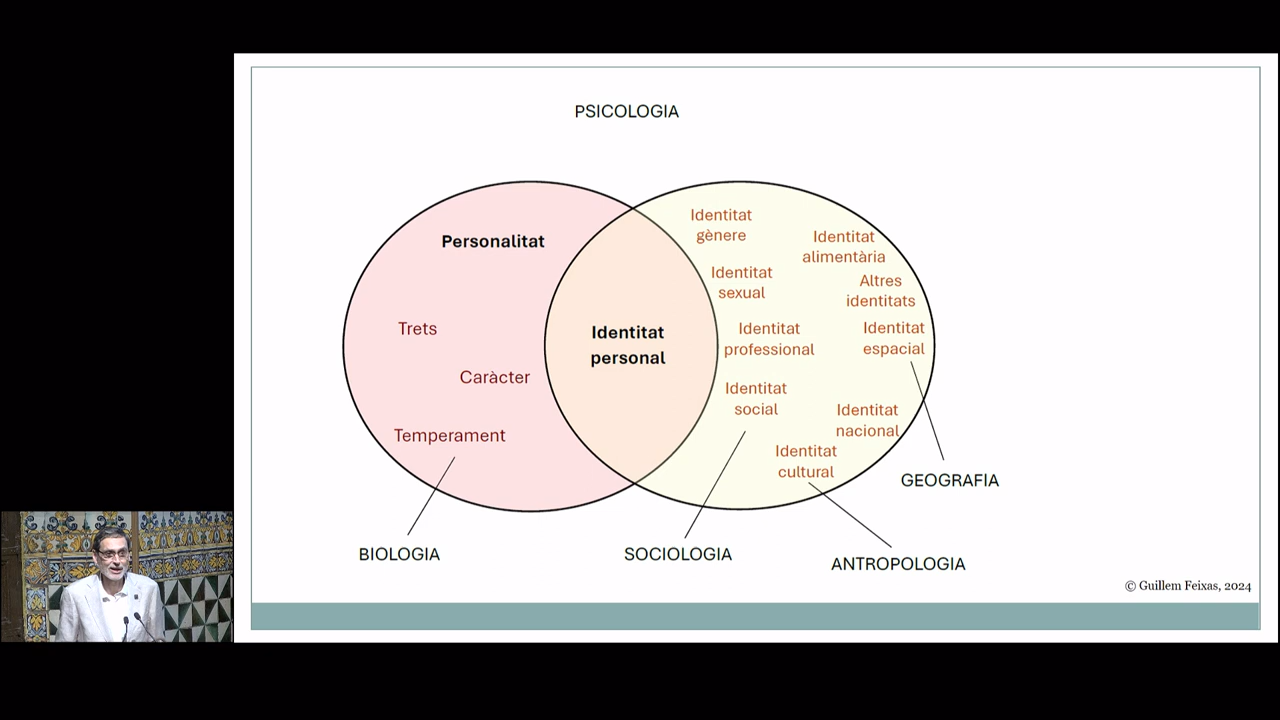 PSICOLOGIA
Personalitat
Trets
Caràcter
Temperament
Identitat
personal
Identitat
gènere
Identitat
alimentària
Identitat
sexual
Altres
identitats
Identitat
professional
Identitat
espacial
Identitat
social
Identitat
nacional
Identitat
cultural
GEOGRAFIA
BIOLOGIA
SOCIOLOGIA
ANTROPOLOGIA
© Guillem Feixas, 2024